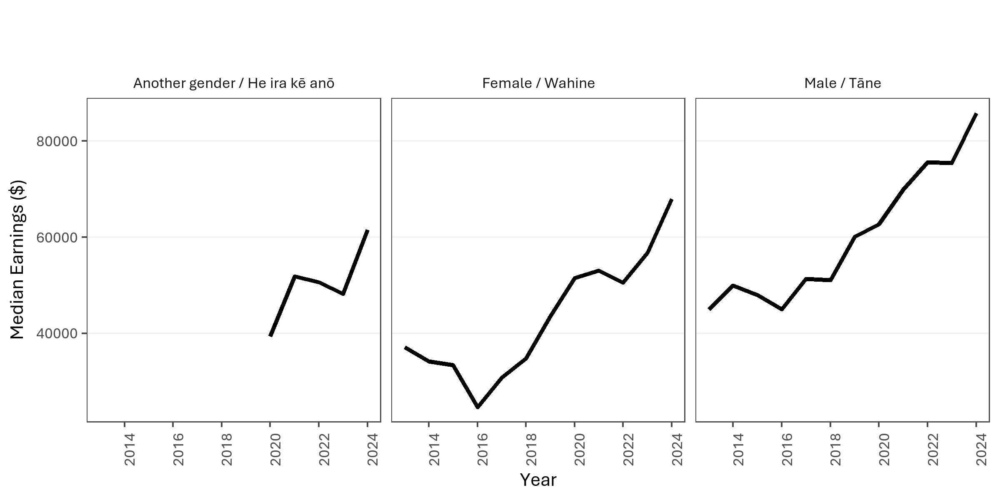 Another gender / He ira kē anō
Female / Wahine
Male / Tāne
Median Earnings ($)
80000
60000
40000
2014 2016 2018 2020 2022 2024
2014 2016 2018 2020 2022 2024
2014 2016 2018 2020 2022 2024
Year